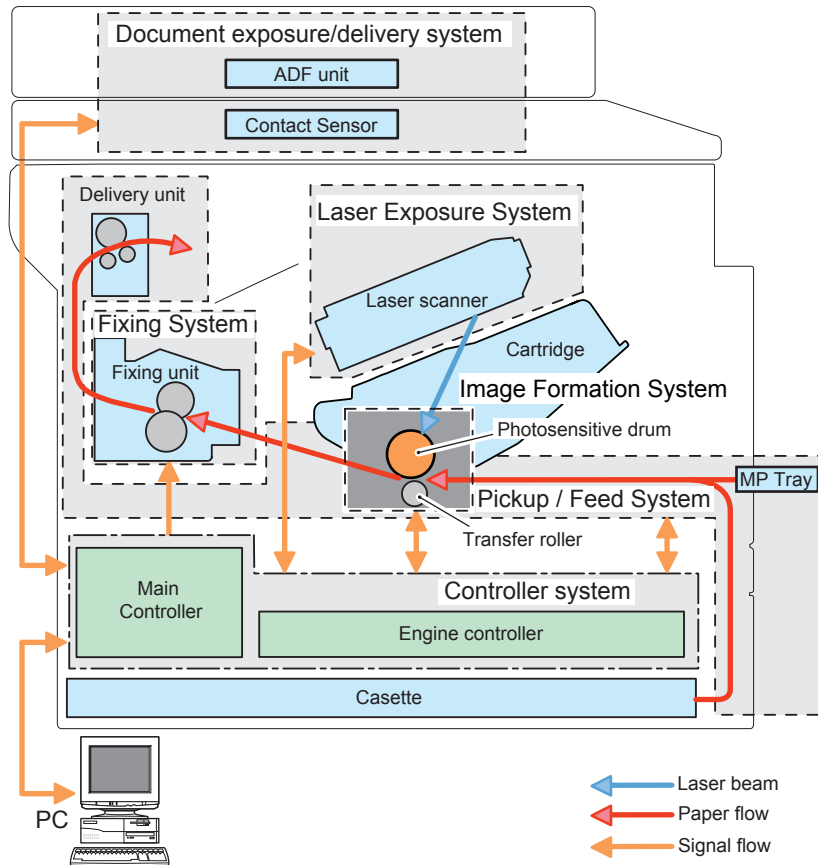 Document exposure/delivery system
ADF unit
Contact Sensor
Delivery unit
Laser Exposure System
Laser scanner
Fixing System
Fixing unit
Cartridge
Image Formation System
Photosensitive drum
MP Tray
Pickup / Feed System
Transfer roller
Main
Controller
Controller system
Engine controller
Casette
PC
Laser beam
Paper flow
Signal flow